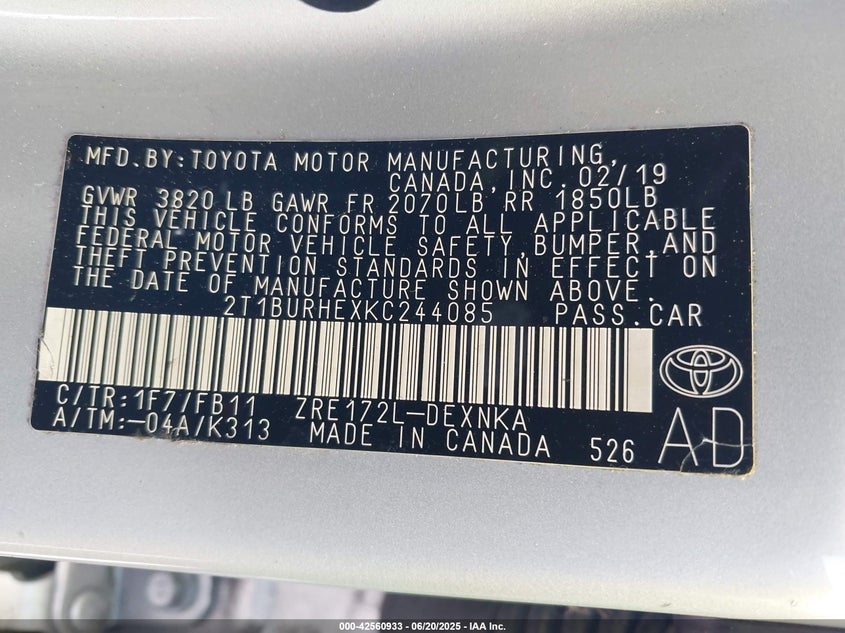 MFD.BY:TOYOTA MOTOR MANUFACTURING,
CANADA,INC. 02/19
GVWR 3820 LB GAWR FR 2070LB RR 1850LB
THIS VEHICLE CONFORMS TO ALL APPLICABLE
FEDERAL MOTOR VEHICLE SAFETY,BUMPER,AND
THEFT PREVENTION STANDARDS IN EFFECT ON
THE DATE OF MANUFACTURE SHOWN ABOVE.
2T1BURHEXKC244085 PASS.CAR
C/TR:1F7/FB11 ZRE172L-DEXNKA
A/TM:-04A/K313 MADE IN CANADA 526 AD
000-42560933 - 06/20/2025 - IAA Inc.